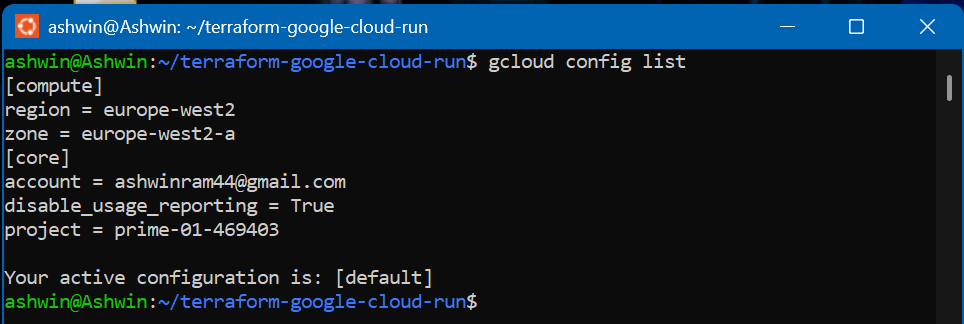 ashwin@Ashwin: ~/terraform-google-cloud-run
ashwin@Ashwin:~/terraform-google-cloud-run$ gcloud config list
[compute]
region = europe-west2
zone = europe-west2-a
[core]
account = ashwinram44@gmail.com
disable_usage_reporting = True
project = prime-01-469403
Your active configuration is: [default]
ashwin@Ashwin:~/terraform-google-cloud-run$